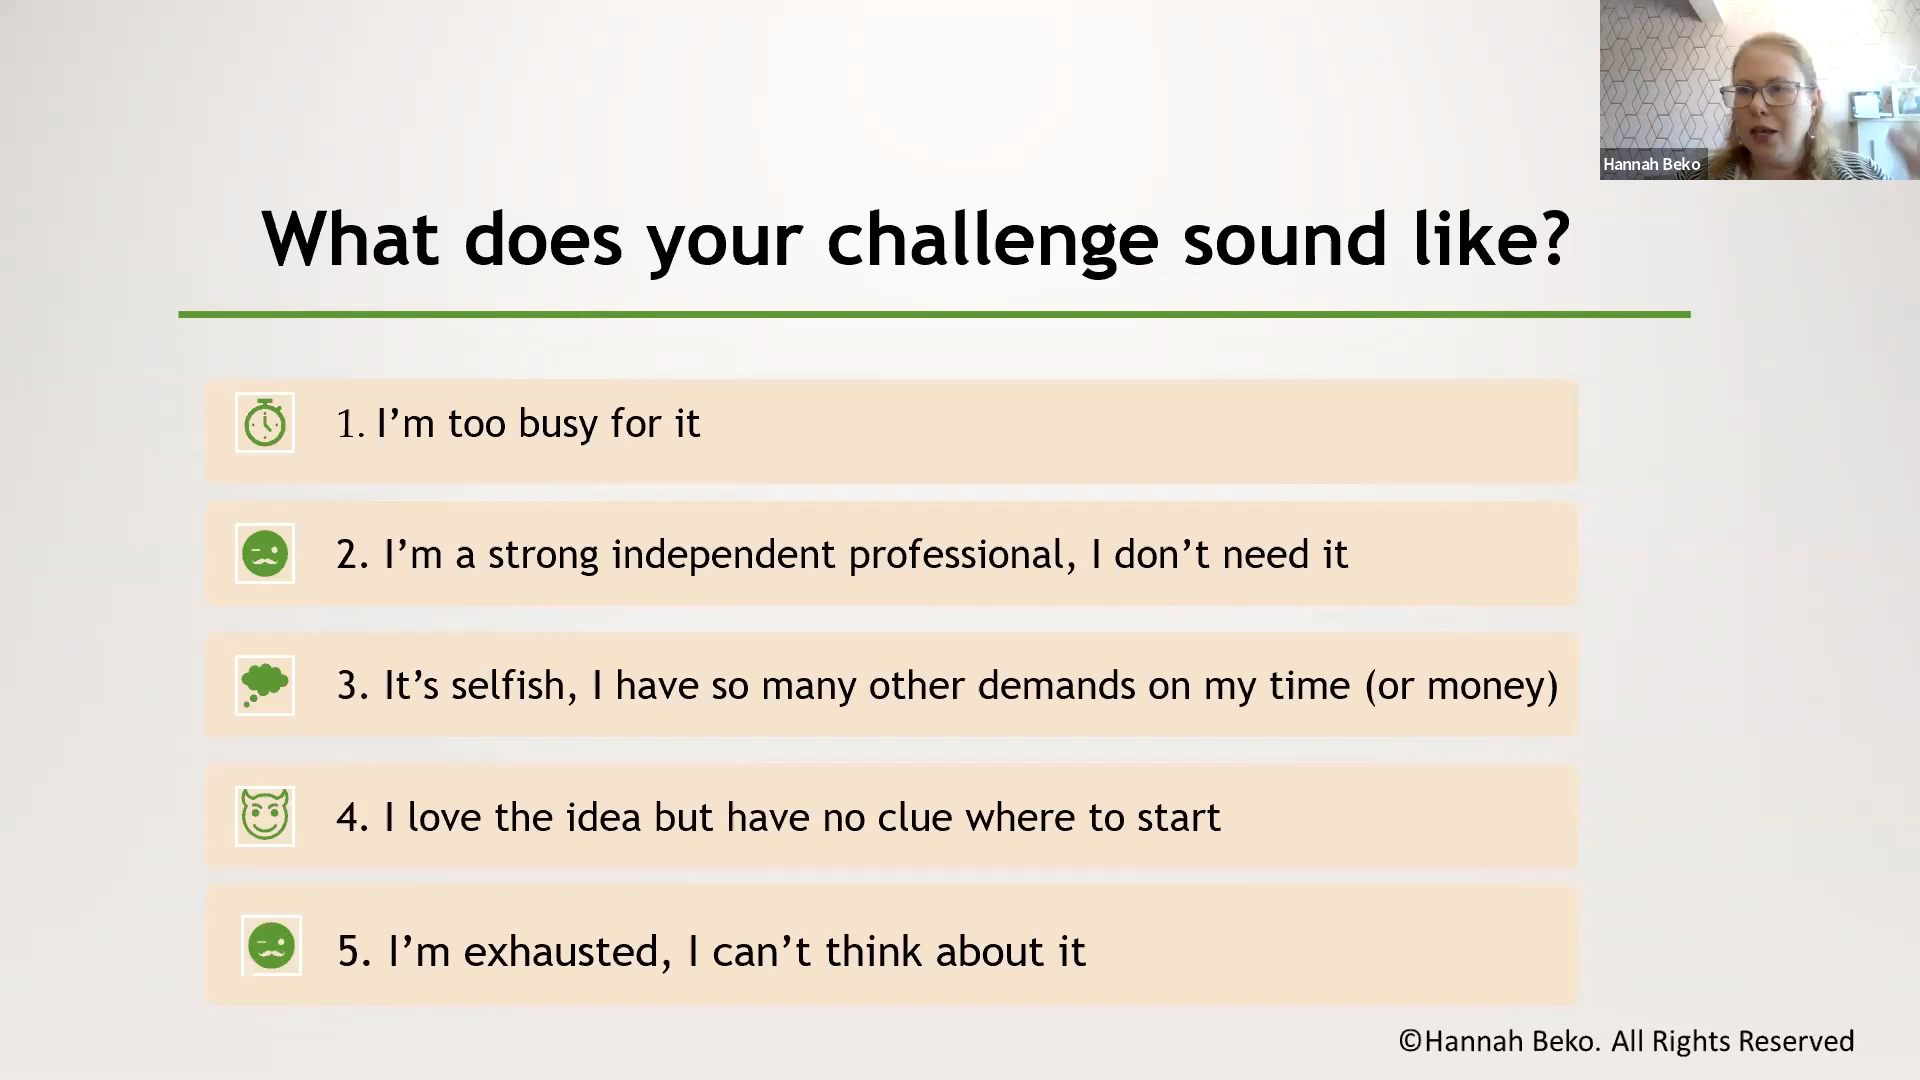 Hannah Beko
What does your challenge sound like?
1. I’m too busy for it
2. I’m a strong independent professional, I don’t need it
3. It’s selfish, I have so many other demands on my time (or money)
4. I love the idea but have no clue where to start
5. I’m exhausted, I can’t think about it
©Hannah Beko. All Rights Reserved